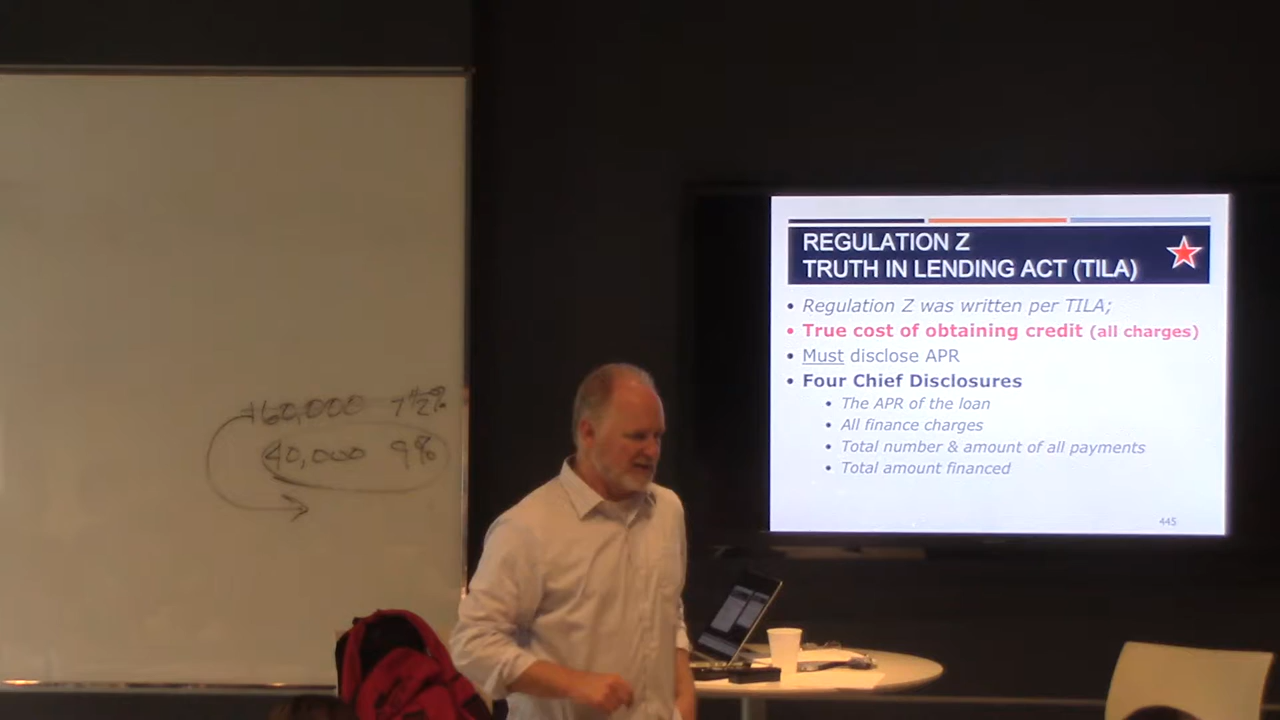 160,000 7 1/2%
40,000 9%
REGULATION Z
TRUTH IN LENDING ACT (TILA)
• Regulation Z was written per TILA;
• True cost of obtaining credit (all charges)
• Must disclose APR
• Four Chief Disclosures
• The APR of the loan
• All finance charges
• Total number & amount of all payments
• Total amount financed
445